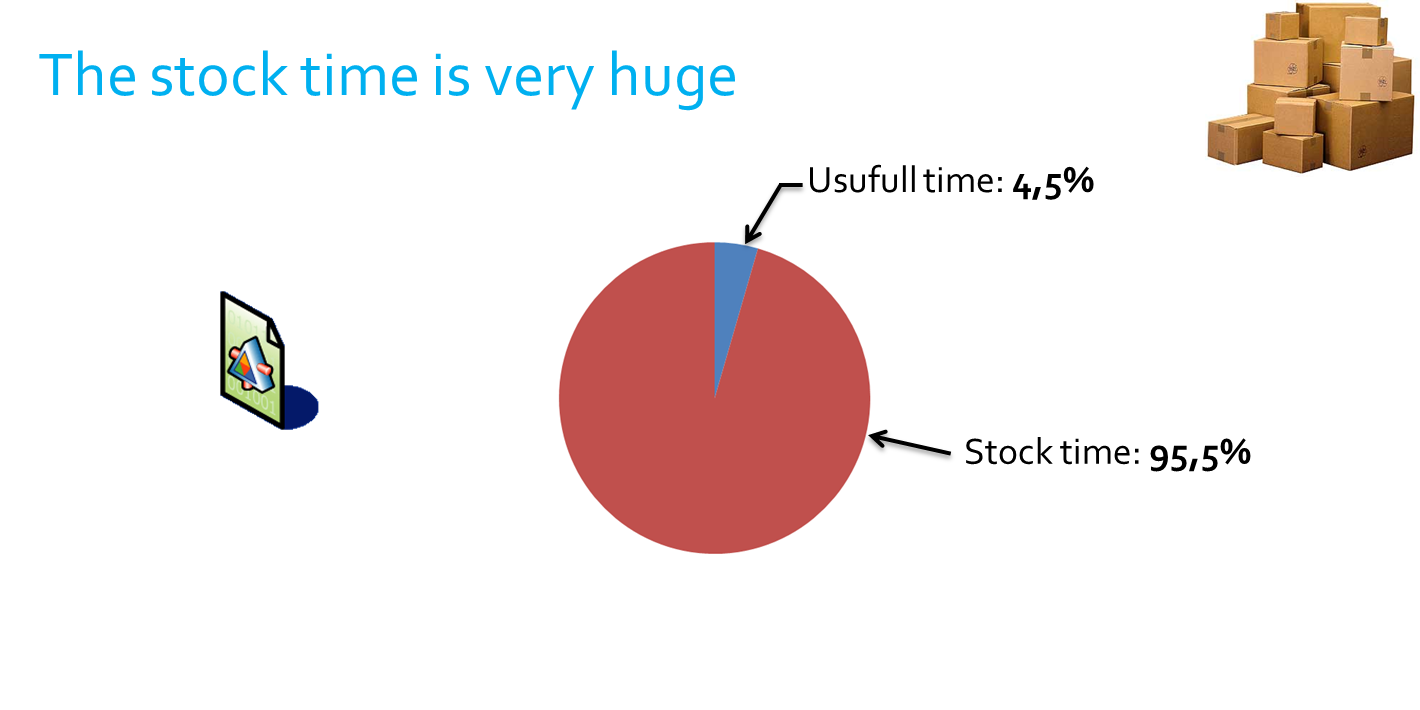 The stock time is very huge
Usufull time: 4,5%
Stock time: 95,5%